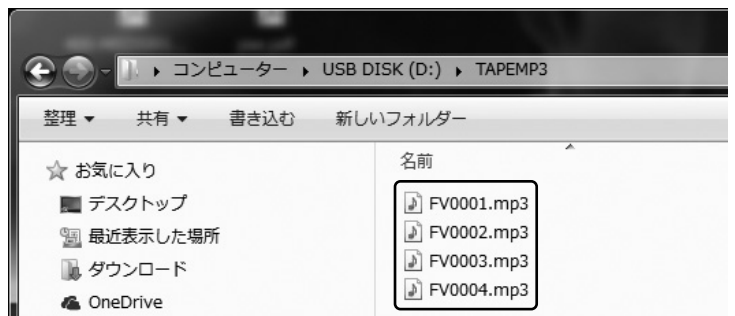 コンピューター ▸ USB DISK (D:) ▸ TAPEMP3
整理 ▼ 共有 ▼ 書き込む 新しいフォルダー
お気に入り
デスクトップ
最近表示した場所
ダウンロード
OneDrive
名前
FV0001.mp3
FV0002.mp3
FV0003.mp3
FV0004.mp3